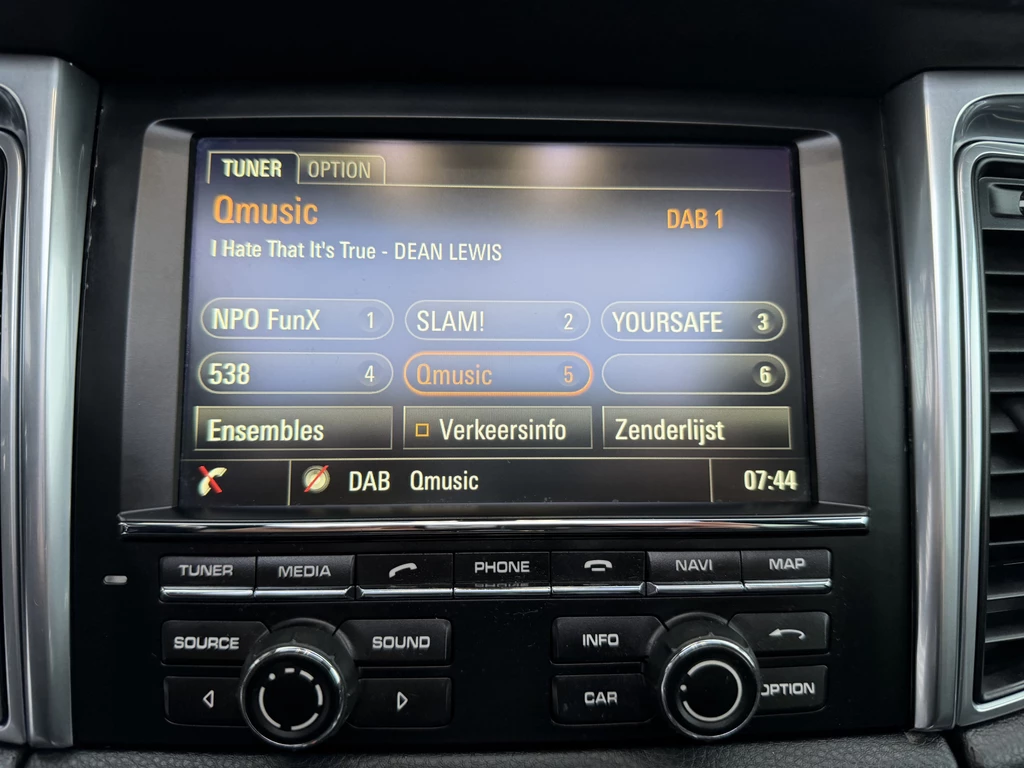 TUNER OPTION
Qmusic DAB 1
I Hate That It's True - DEAN LEWIS
NPO FunX 1 SLAM! 2 YOURSAFE 3
538 4 Qmusic 5 6
Ensembles Verkeersinfo Zenderlijst
DAB Qmusic 07:44
TUNER MEDIA PHONE NAVI MAP
SOURCE SOUND INFO
CAR OPTION